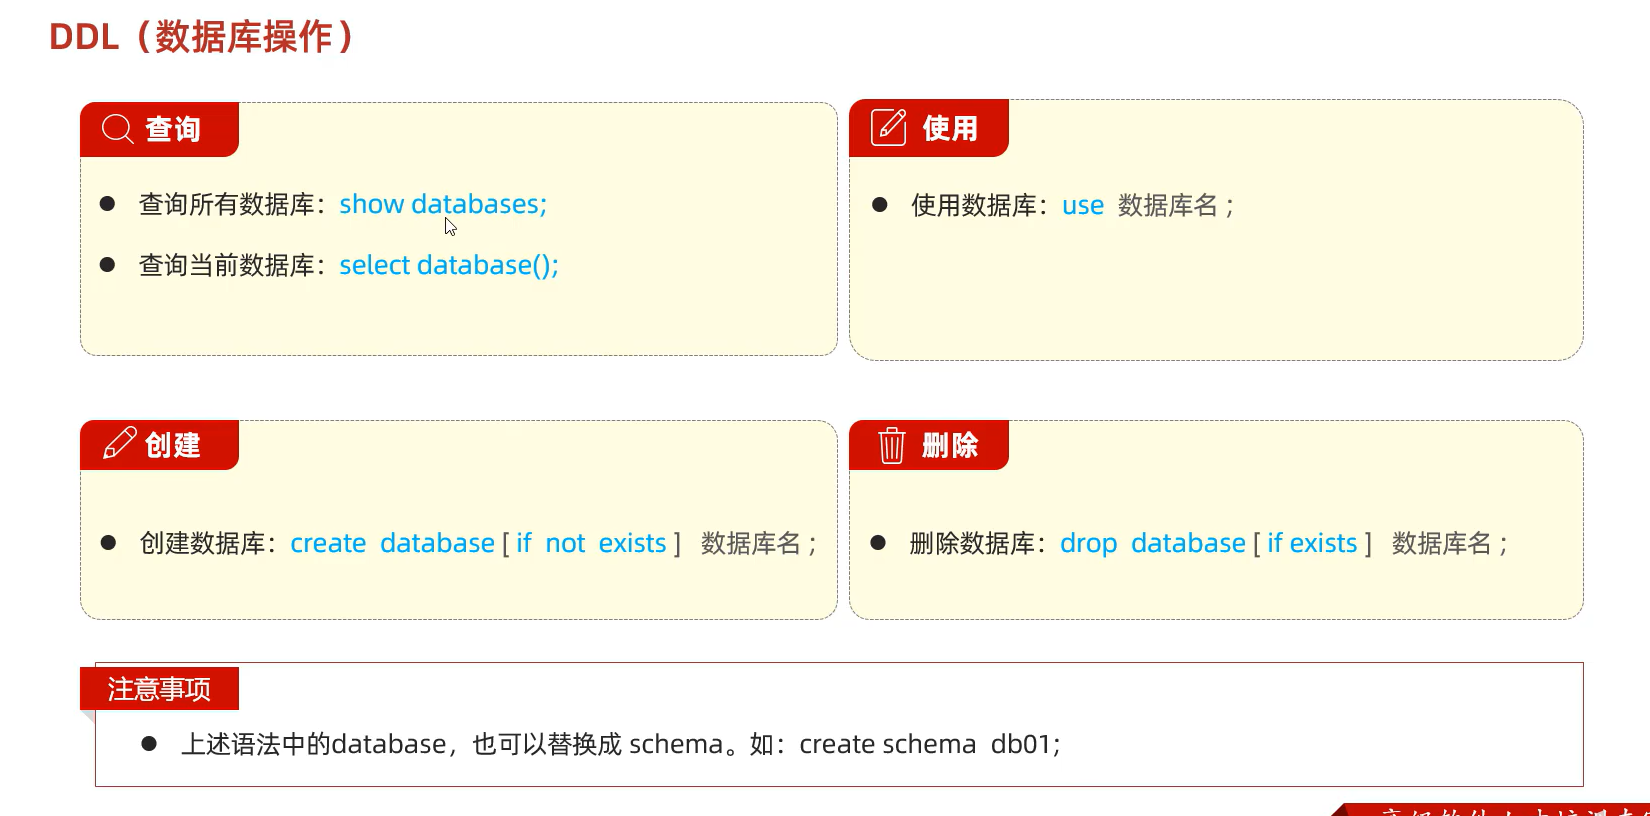 DDL（数据库操作）
查询
查询所有数据库：show databases;
查询当前数据库：select database();
使用
使用数据库：use 数据库名 ;
创建
创建数据库：create database [ if not exists ] 数据库名 ;
删除
删除数据库：drop database [ if exists ] 数据库名 ;
注意事项
上述语法中的database，也可以替换成 schema。如：create schema db01;